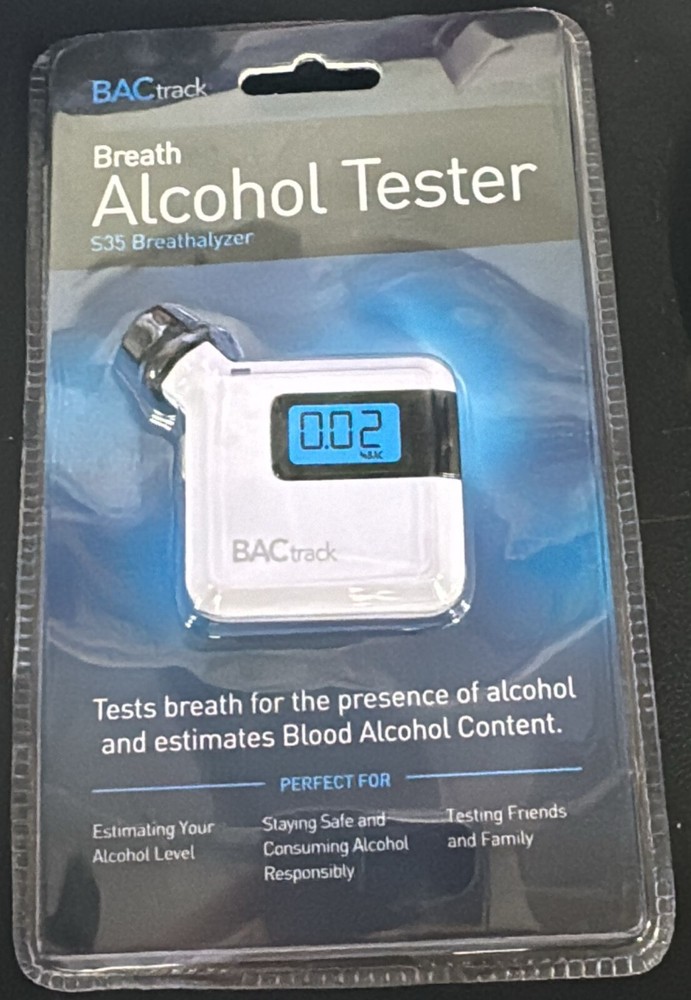 BACtrack
Breath
Alcohol Tester
S35 Breathalyzer
0.02
%BAC
BACtrack
Tests breath for the presence of alcohol
and estimates Blood Alcohol Content.
PERFECT FOR
Estimating Your
Alcohol Level
Staying Safe and
Consuming Alcohol
Responsibly
Testing Friends
and Family